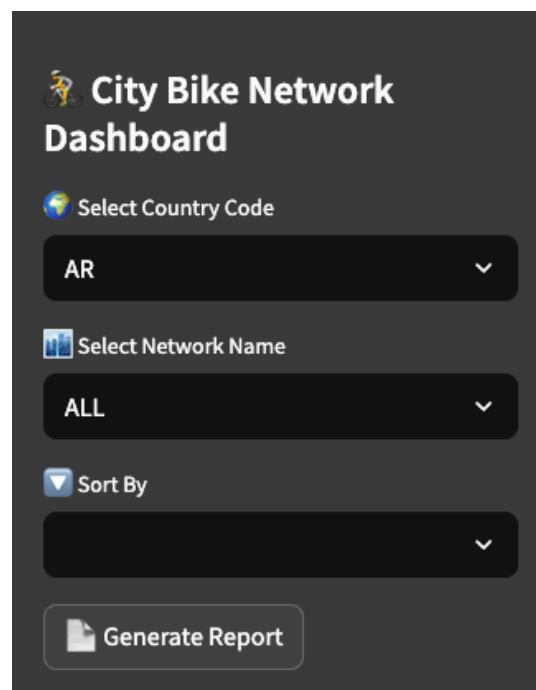 🚴 City Bike Network
Dashboard
🌍 Select Country Code
AR
🏙️ Select Network Name
ALL
🔽 Sort By
📄 Generate Report